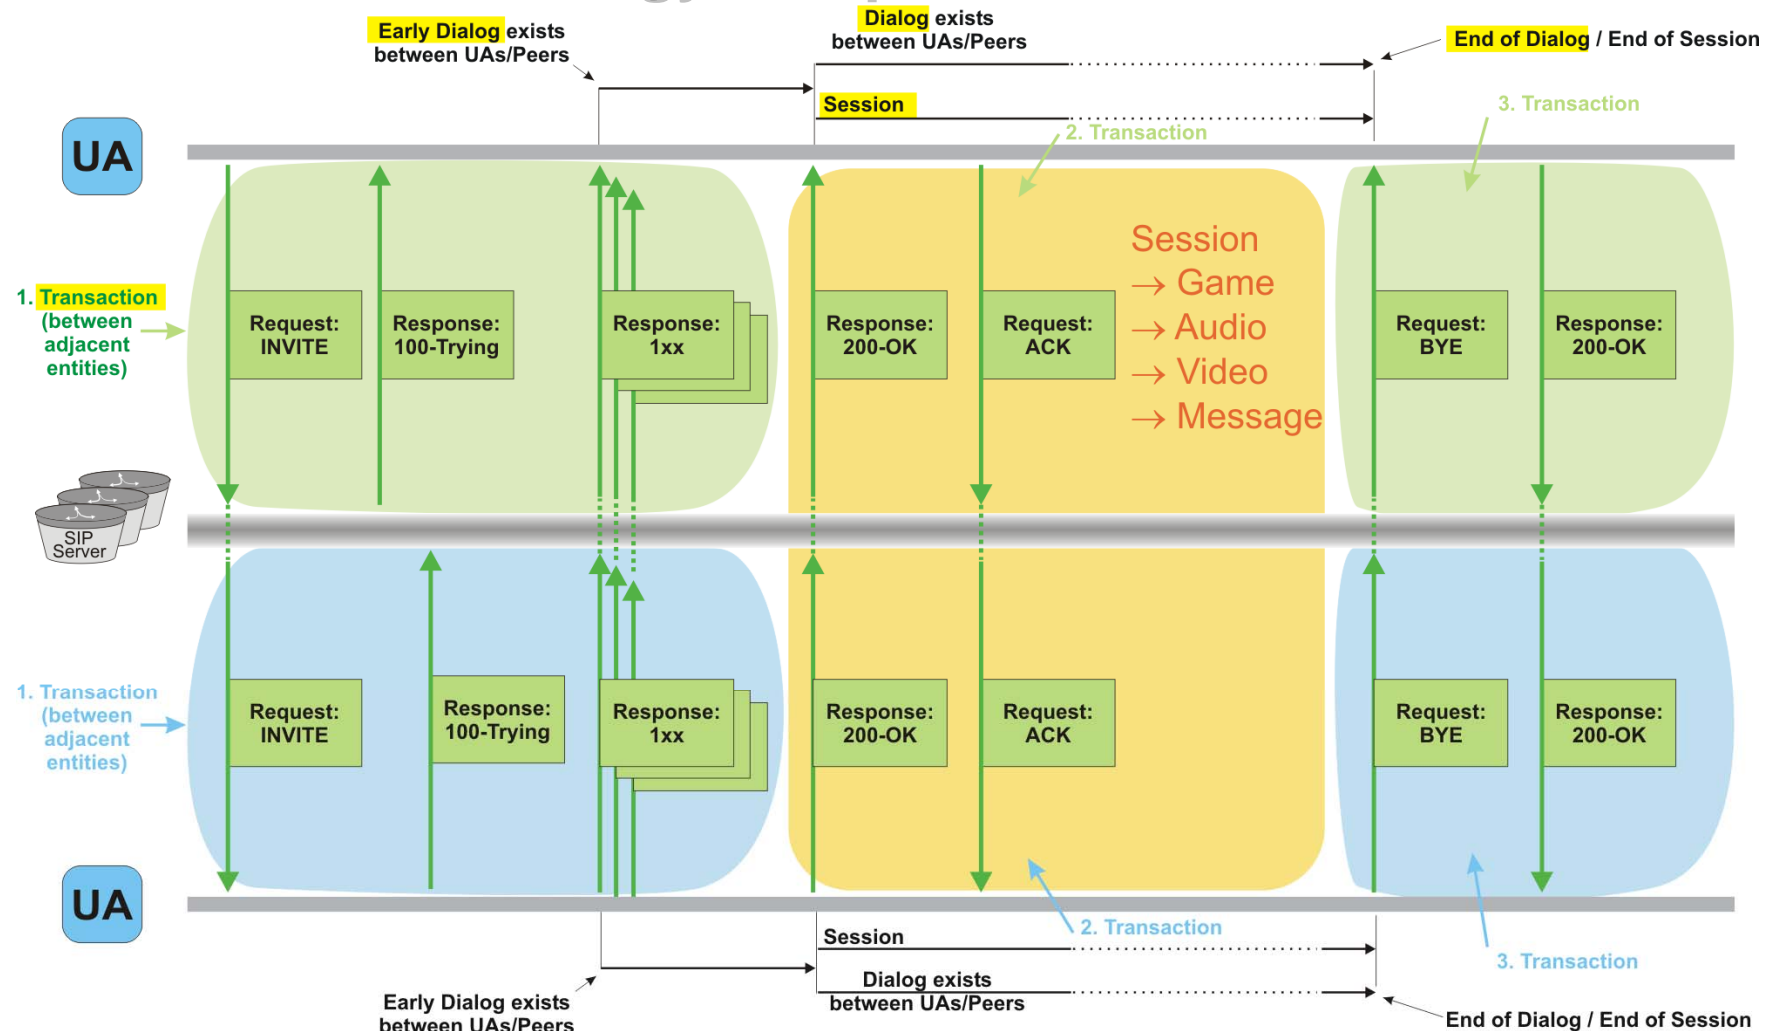 Early Dialog exists
between UAs/Peers
Dialog exists
between UAs/Peers
End of Dialog / End of Session
Session
2. Transaction
3. Transaction
UA
1. Transaction
(between
adjacent
entities)
Request:
INVITE
Response:
100-Trying
Response:
1xx
Response:
200-OK
Request:
ACK
Session
→ Game
→ Audio
→ Video
→ Message
Request:
BYE
Response:
200-OK
SIP
Server
1. Transaction
(between
adjacent
entities)
Request:
INVITE
Response:
100-Trying
Response:
1xx
Response:
200-OK
Request:
ACK
Request:
BYE
Response:
200-OK
UA
2. Transaction
3. Transaction
Session
Dialog exists
between UAs/Peers
Early Dialog exists
between UAs/Peers
End of Dialog / End of Session